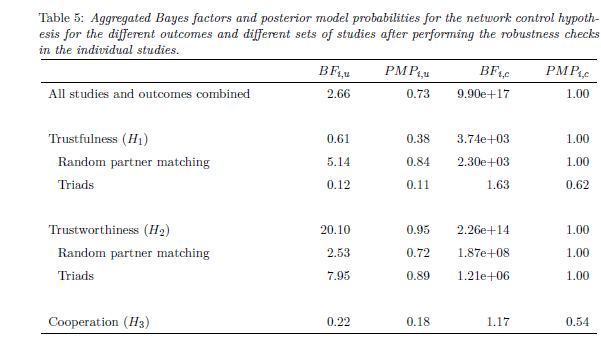 Table 5: Aggregated Bayes factors and posterior model probabilities for the network control hypoth-
esis for the different outcomes and different sets of studies after performing the robustness checks
in the individual studies.
BFi,u PMPi,u BFi,c PMPi,c
All studies and outcomes combined 2.66 0.73 9.90e+17 1.00
Trustfulness (H1) 0.61 0.38 3.74e+03 1.00
Random partner matching 5.14 0.84 2.30e+03 1.00
Triads 0.12 0.11 1.63 0.62
Trustworthiness (H2) 20.10 0.95 2.26e+14 1.00
Random partner matching 2.53 0.72 1.87e+08 1.00
Triads 7.95 0.89 1.21e+06 1.00
Cooperation (H3) 0.22 0.18 1.17 0.54